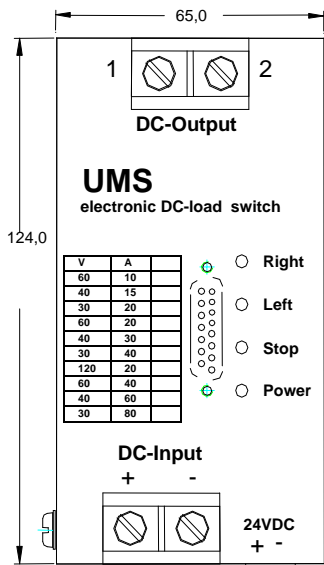 65,0
1 2
DC-Output
UMS
electronic DC-load switch
124,0
V A
60 10
40 15
30 20
60 20
40 30
30 40
120 20
60 40
40 60
30 80
Right
Left
Stop
Power
DC-Input
+ -
24VDC
+ -